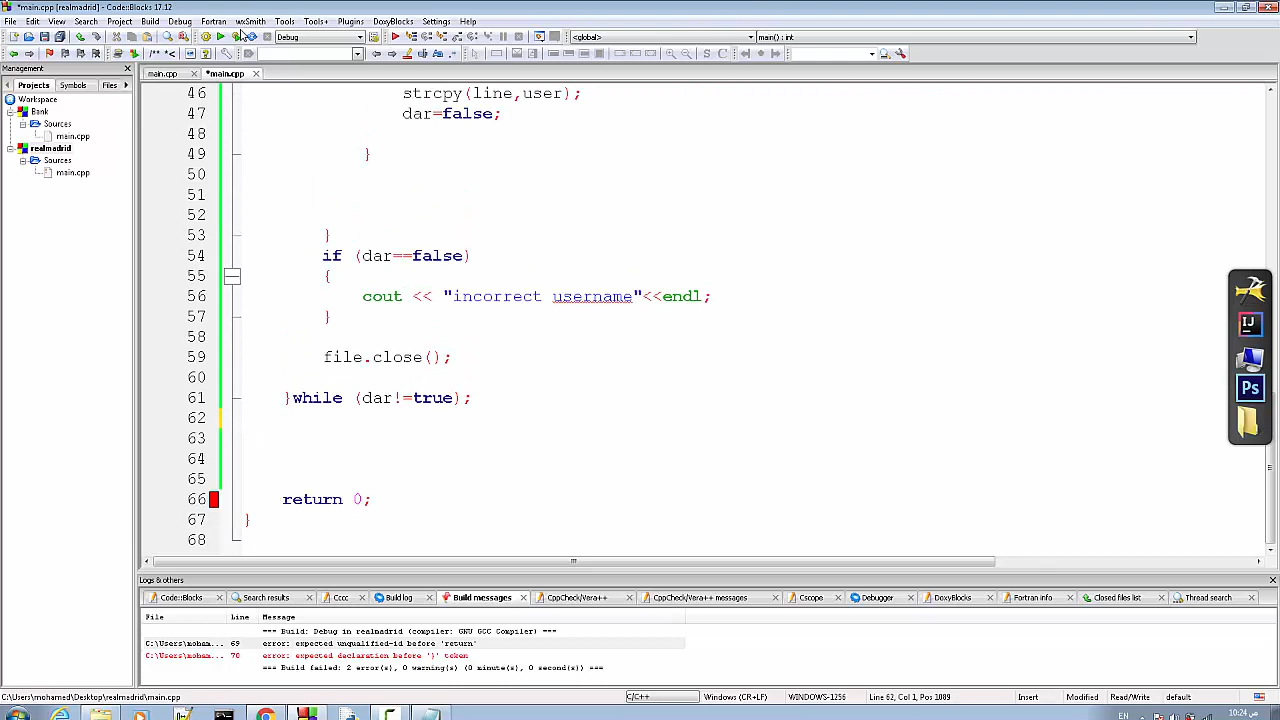 *main.cpp [realmadrid] - Code::Blocks 17.12
File Edit View Search Project Build Debug Fortran wxSmith Tools Tools+ Plugins DoxyBlocks Settings Help
Debug <global> main() : int
Management
main.cpp *main.cpp
Projects Symbols Files
Workspace
Bank
Sources
main.cpp
realmadrid
Sources
main.cpp
46 strcpy(line,user);
47 dar=false;
48
49 }
50
51
52
53 }
54 if (dar==false)
55 {
56 cout << "incorrect username"<<endl;
57 }
58
59 file.close();
60
61 }while (dar!=true);
62
63
64
65
66 return 0;
67 }
68
Logs & others
Code::Blocks Search results Cccc Build log Build messages CppCheck/Vera++ CppCheck/Vera++ messages Cscope Debugger DoxyBlocks Fortran info Closed files list Thread search
File Line Message
=== Build: Debug in realmadrid (compiler: GNU GCC Compiler) ===
C:\Users\moham... 69 error: expected unqualified-id before 'return'
C:\Users\moham... 70 error: expected declaration before '}' token
=== Build failed: 2 error(s), 0 warning(s) (0 minute(s), 0 second(s)) ===
C:\Users\mohamed\Desktop\realmadrid\main.cpp C/C++ Windows (CR+LF) WINDOWS-1256 Line 62, Col 1, Pos 1089 Insert Modified Read/Write default
EN 10:24 ص
IJ
Ps